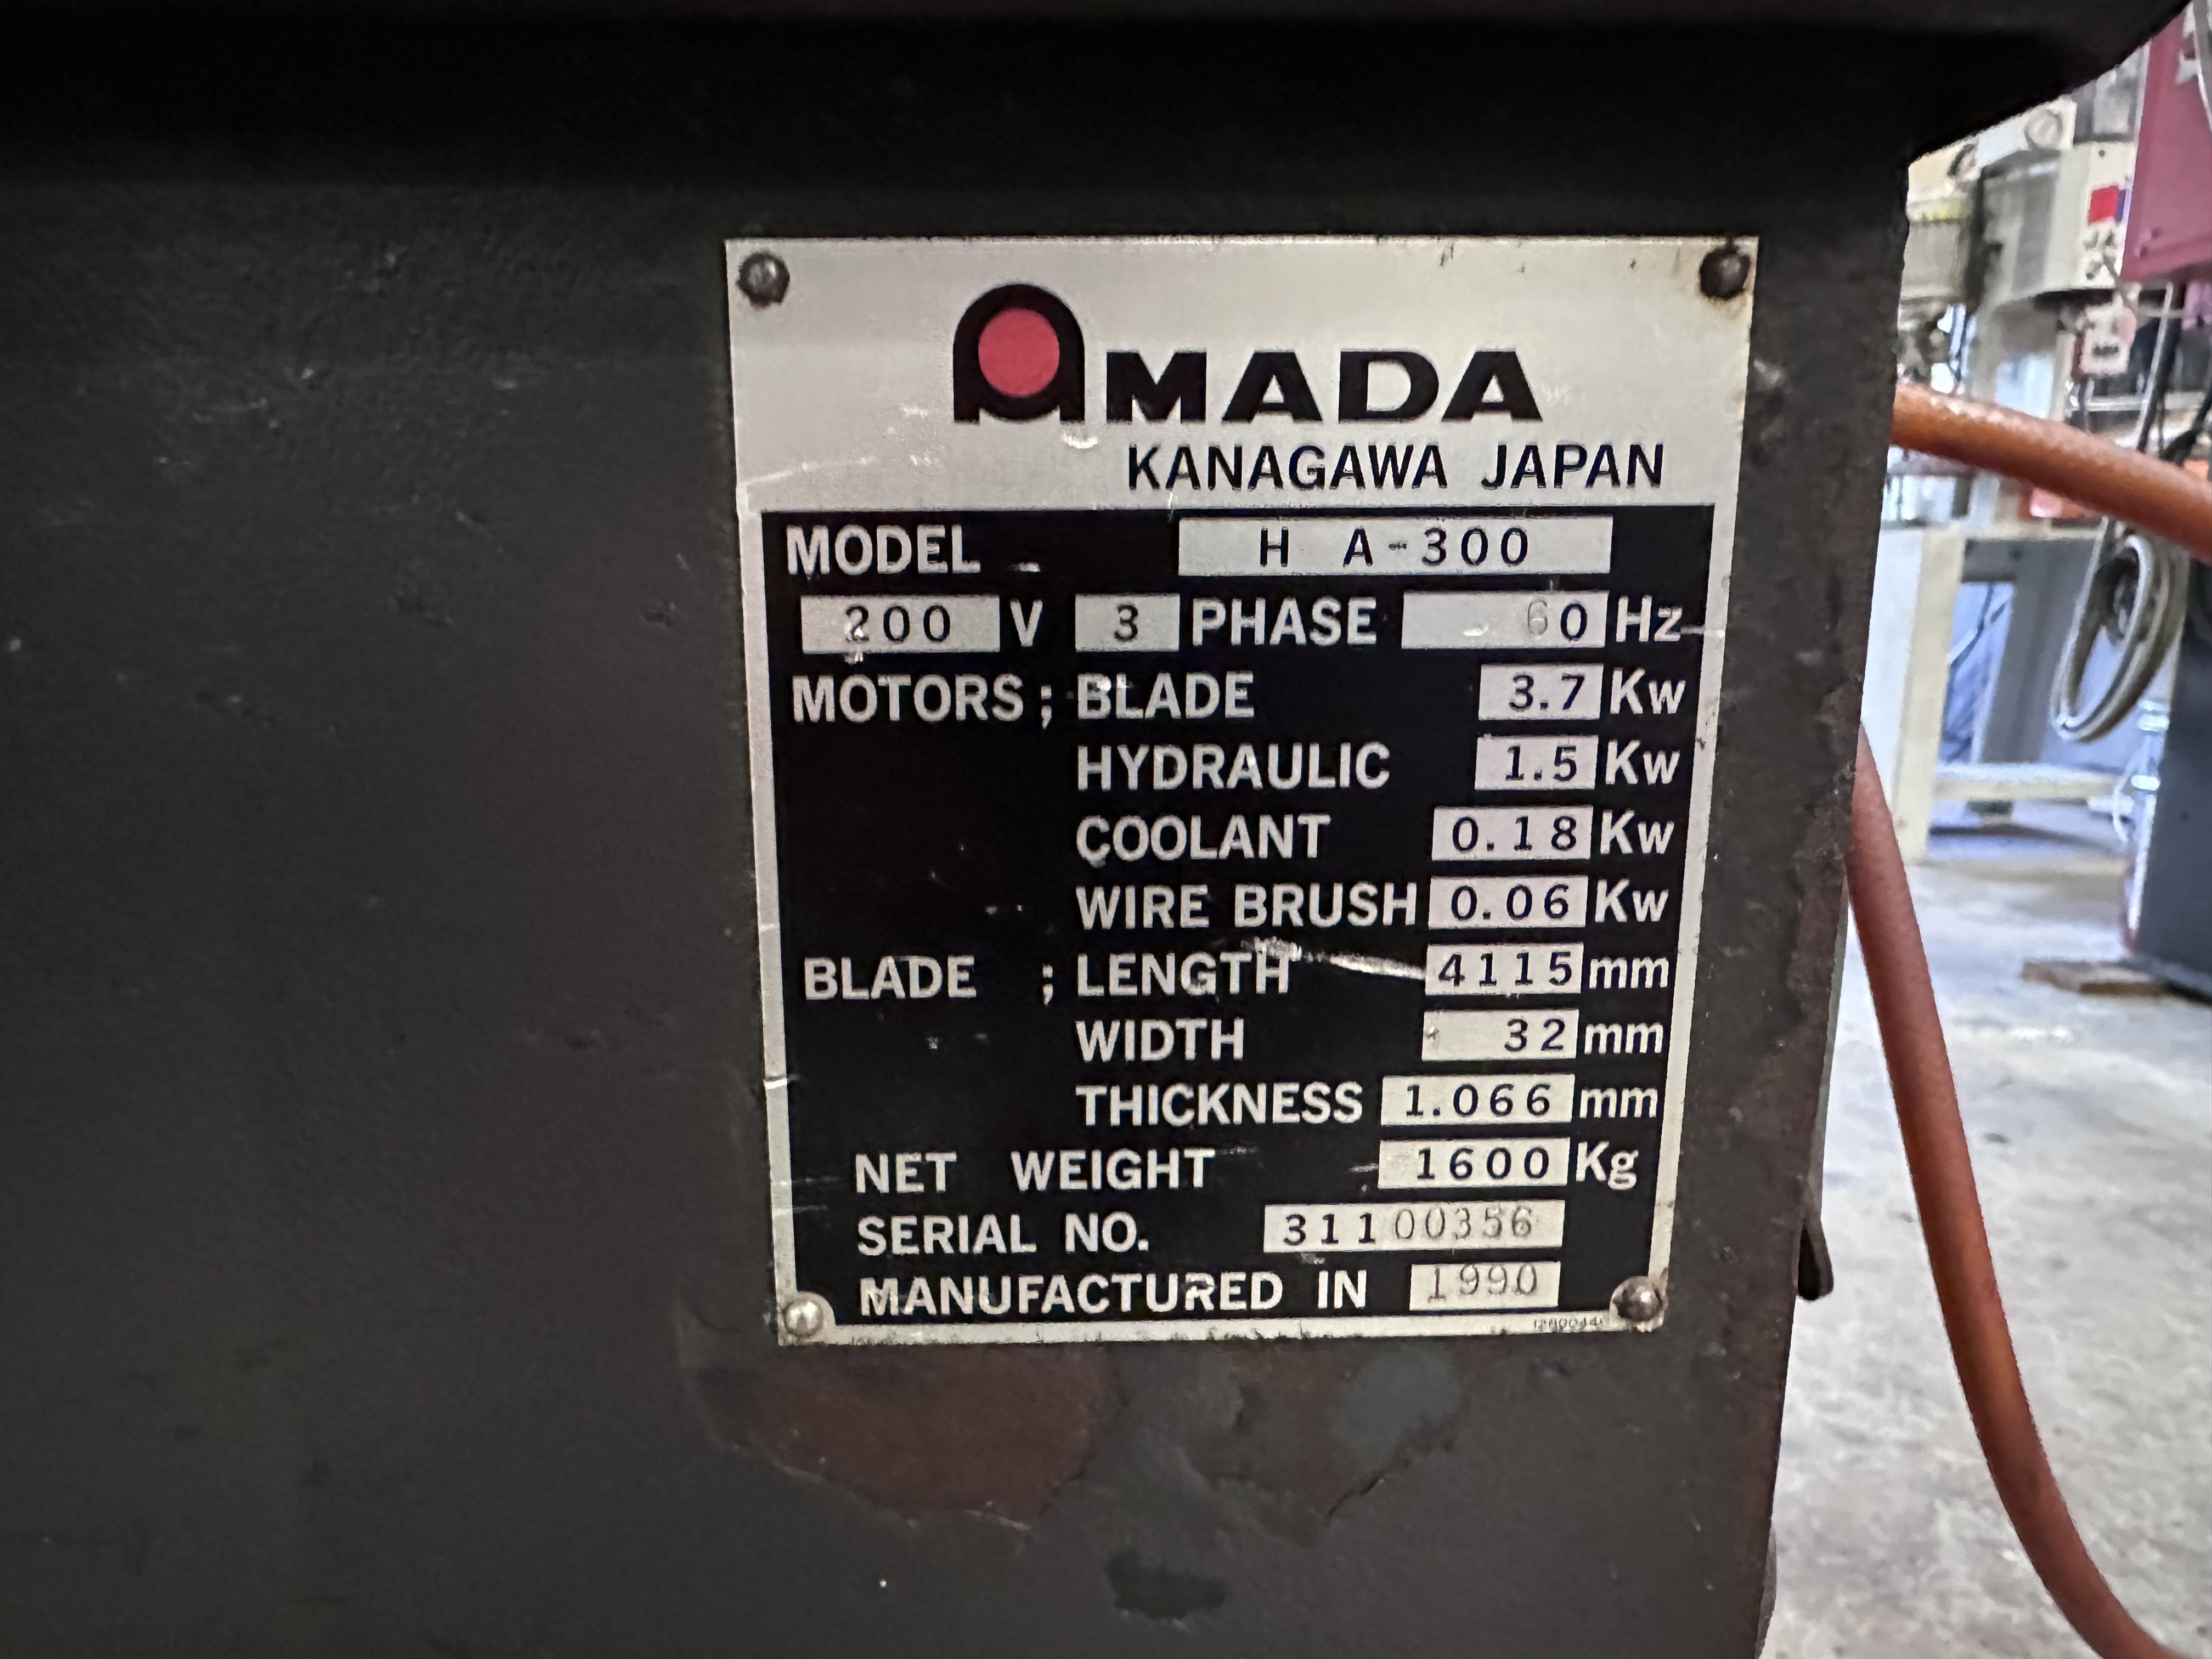 AMADA
KANAGAWA JAPAN
MODEL H A-300
200 V 3 PHASE 60 Hz
MOTORS ; BLADE 3.7 Kw
HYDRAULIC 1.5 Kw
COOLANT 0.18 Kw
WIRE BRUSH 0.06 Kw
BLADE ; LENGTH 4115 mm
WIDTH 32 mm
THICKNESS 1.066 mm
NET WEIGHT 1600 Kg
SERIAL NO. 31100356
MANUFACTURED IN 1990